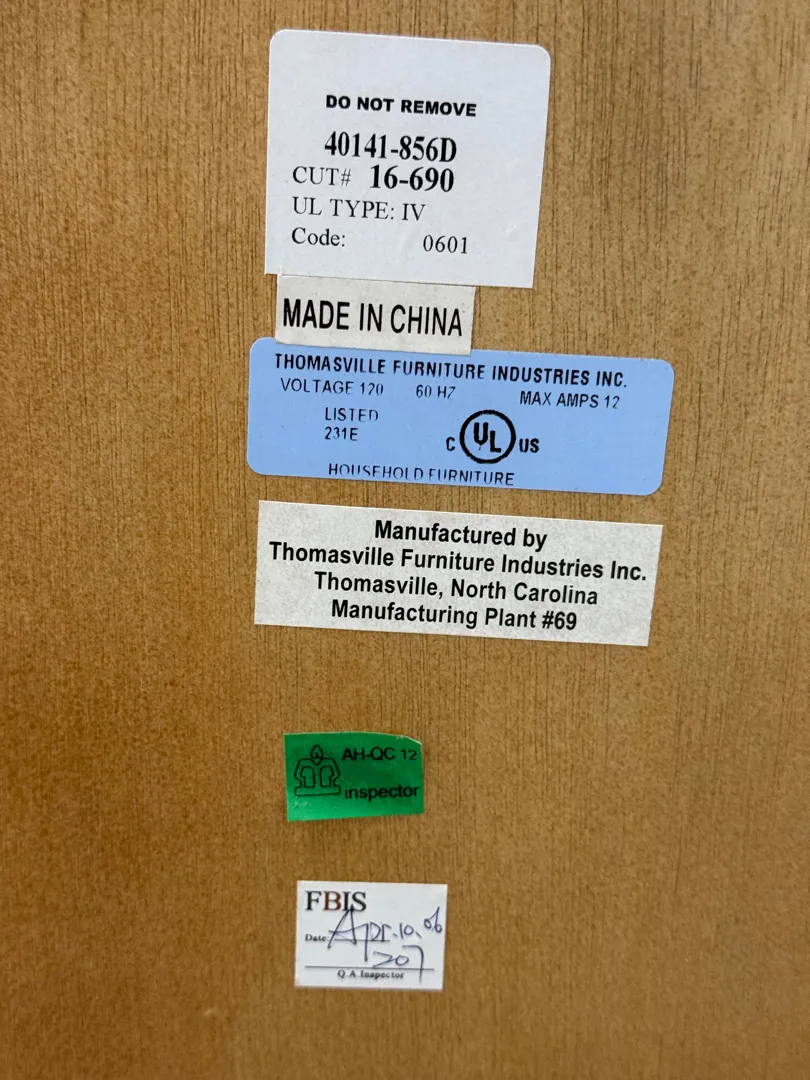 DO NOT REMOVE
40141-856D
CUT# 16-690
UL TYPE: IV
Code: 0601
MADE IN CHINA
THOMASVILLE FURNITURE INDUSTRIES INC.
VOLTAGE 120 60 HZ MAX AMPS 12
LISTED
231E
C UL US
HOUSEHOLD FURNITURE
Manufactured by
Thomasville Furniture Industries Inc.
Thomasville, North Carolina
Manufacturing Plant #69
AH-QC 12
inspector
FBIS
Date: Apr.10.06
207
Q.A Inspector